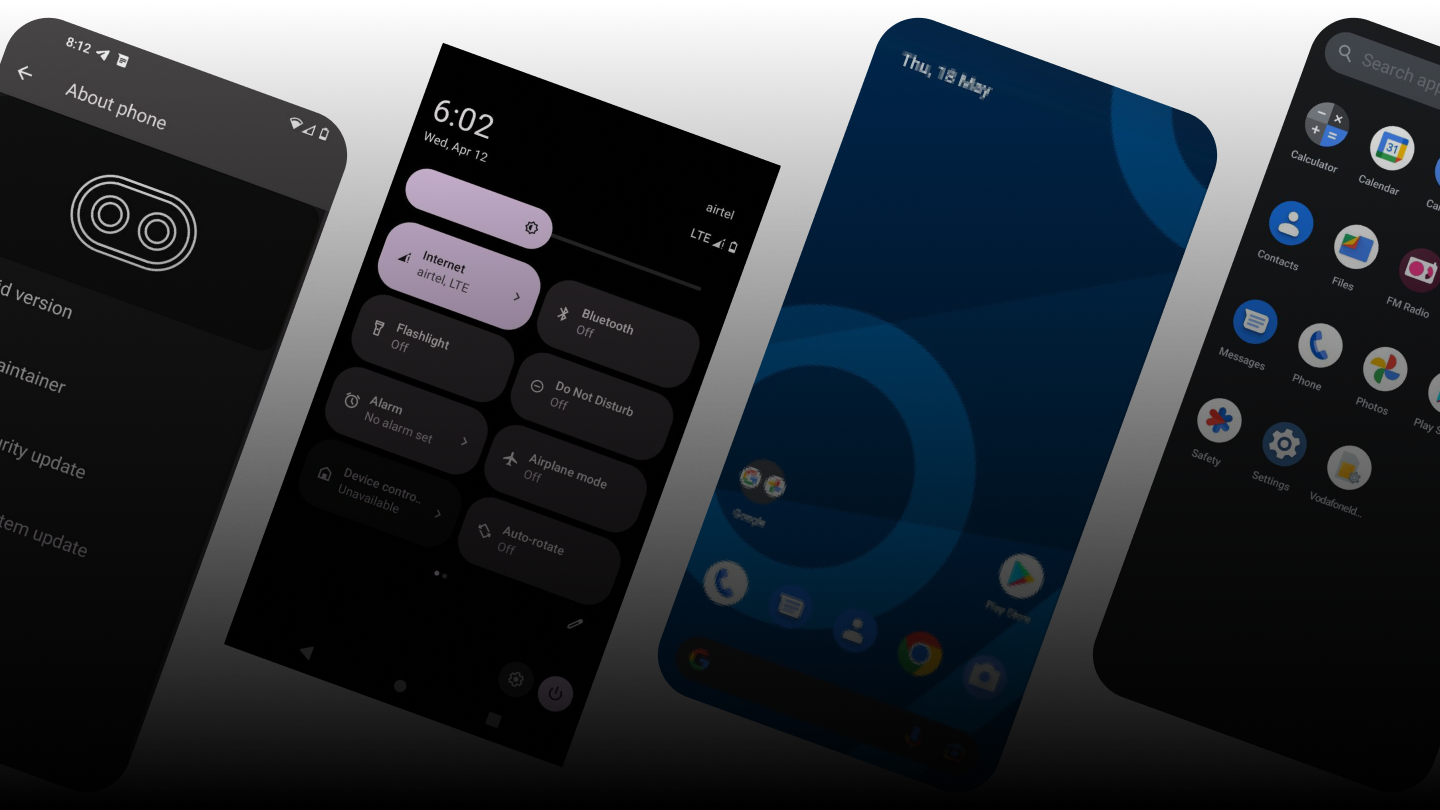 8:12
About phone
d version
aintainer
rity update
tem update
6:02
Wed, Apr 12
airtel
LTE
Internet
airtel, LTE
Bluetooth
Off
Flashlight
Off
Do Not Disturb
Off
Alarm
No alarm set
Airplane mode
Off
Device contro..
Unavailable
Auto-rotate
Off
Thu, 18 May
Google
Play Store
G
Search app
Calculator
31
Calendar
Ca
Contacts
Files
FM Radio
Messages
Phone
Photos
Play S
Safety
Settings
VodafoneId...